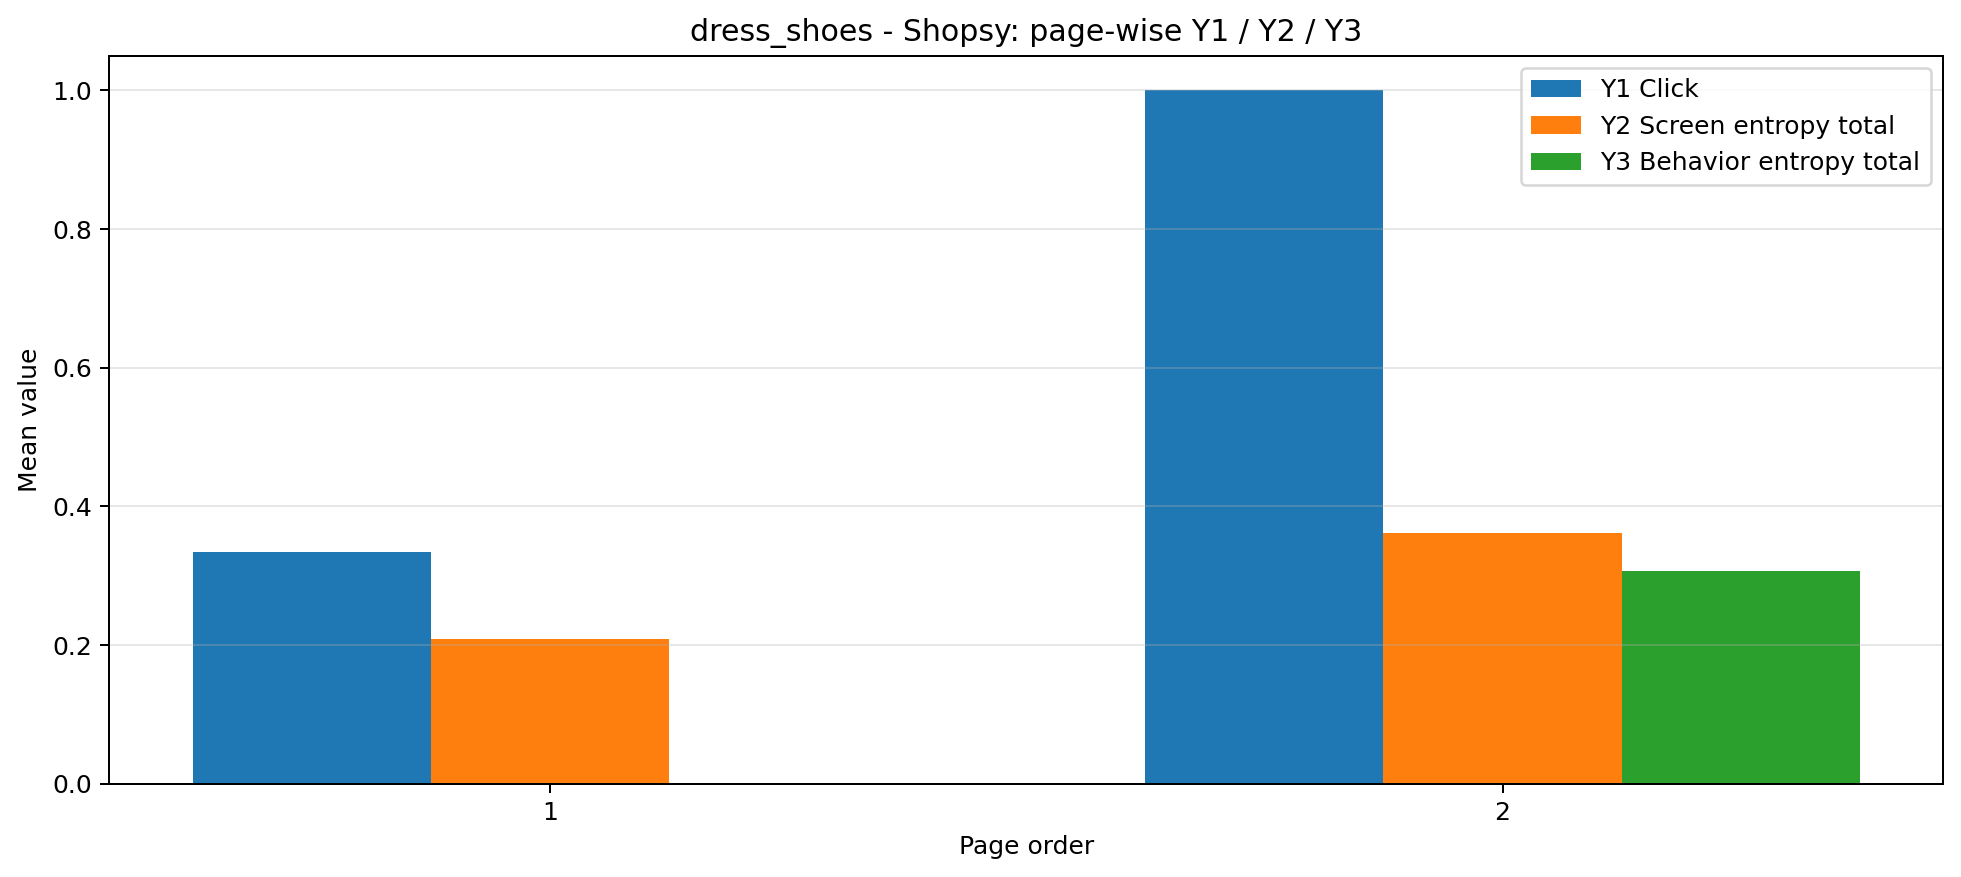 dress_shoes - Shopsy: page-wise Y1 / Y2 / Y3
Y1 Click
Y2 Screen entropy total
Y3 Behavior entropy total
Mean value
1.0
0.8
0.6
0.4
0.2
0.0
1
2
Page order